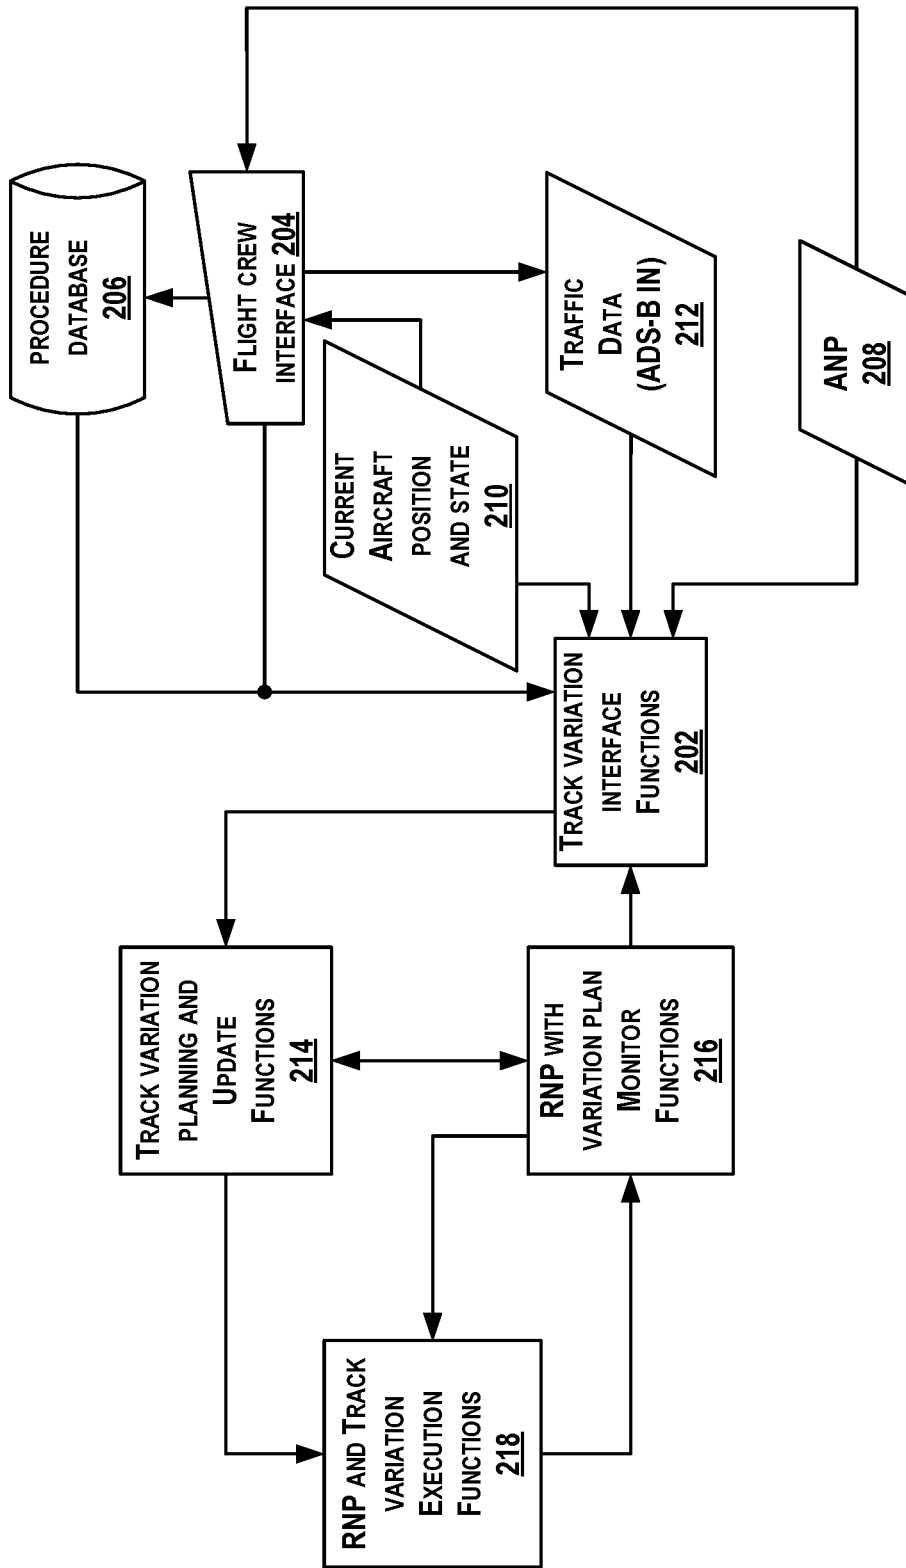 PROCEDURE
DATABASE
206
FLIGHT CREW
INTERFACE 204
CURRENT
AIRCRAFT
POSITION
AND STATE
210
TRAFFIC
DATA
(ADS-B IN)
212
ANP
208
TRACK VARIATION
INTERFACE
FUNCTIONS
202
TRACK VARIATION
PLANNING AND
UPDATE
FUNCTIONS
214
RNP WITH
VARIATION PLAN
MONITOR
FUNCTIONS
216
RNP AND TRACK
VARIATION
EXECUTION
FUNCTIONS
218